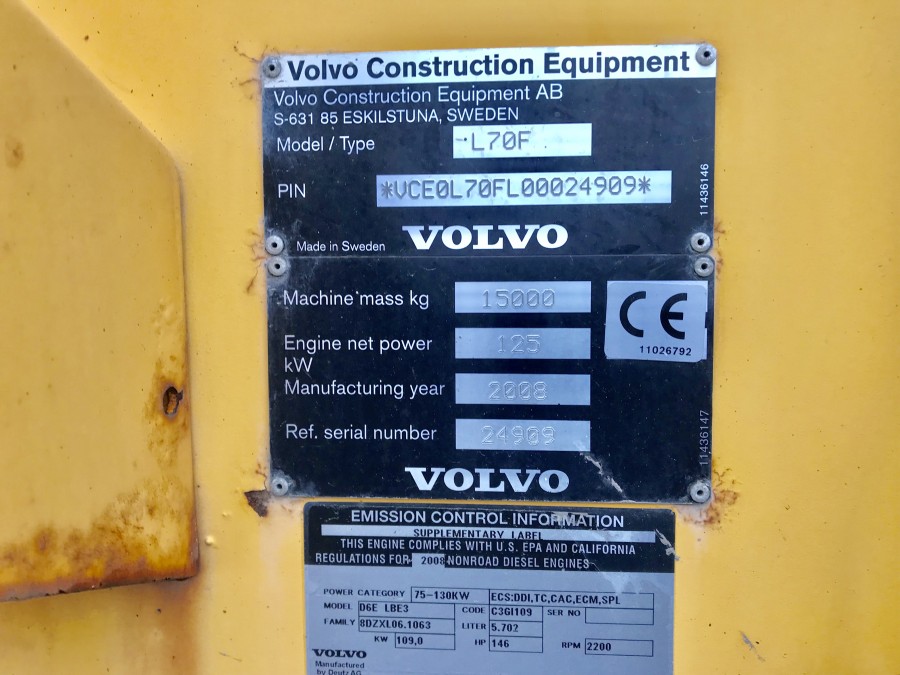 Volvo Construction Equipment
Volvo Construction Equipment AB
S-631 85 ESKILSTUNA, SWEDEN
Model / Type L70F
PIN *VCE0L70FL00024909*
11436146
Made in Sweden VOLVO
Machine mass kg 15000
CE
11026792
Engine net power kW 125
Manufacturing year 2008
Ref. serial number 24909
11436147
VOLVO
EMISSION CONTROL INFORMATION
SUPPLEMENTARY LABEL
THIS ENGINE COMPLIES WITH U.S. EPA AND CALIFORNIA
REGULATIONS FOR 2008 NONROAD DIESEL ENGINES
POWER CATEGORY 75-130KW ECS:DDI,TC,CAC,ECM,SPL
MODEL D6E LBE3 CODE C3GI109 SER NO
FAMILY 8DZXL06.1063 LITER 5.702
KW 109,0 HP 146 RPM 2200
VOLVO
Manufactured
by Deutz AG